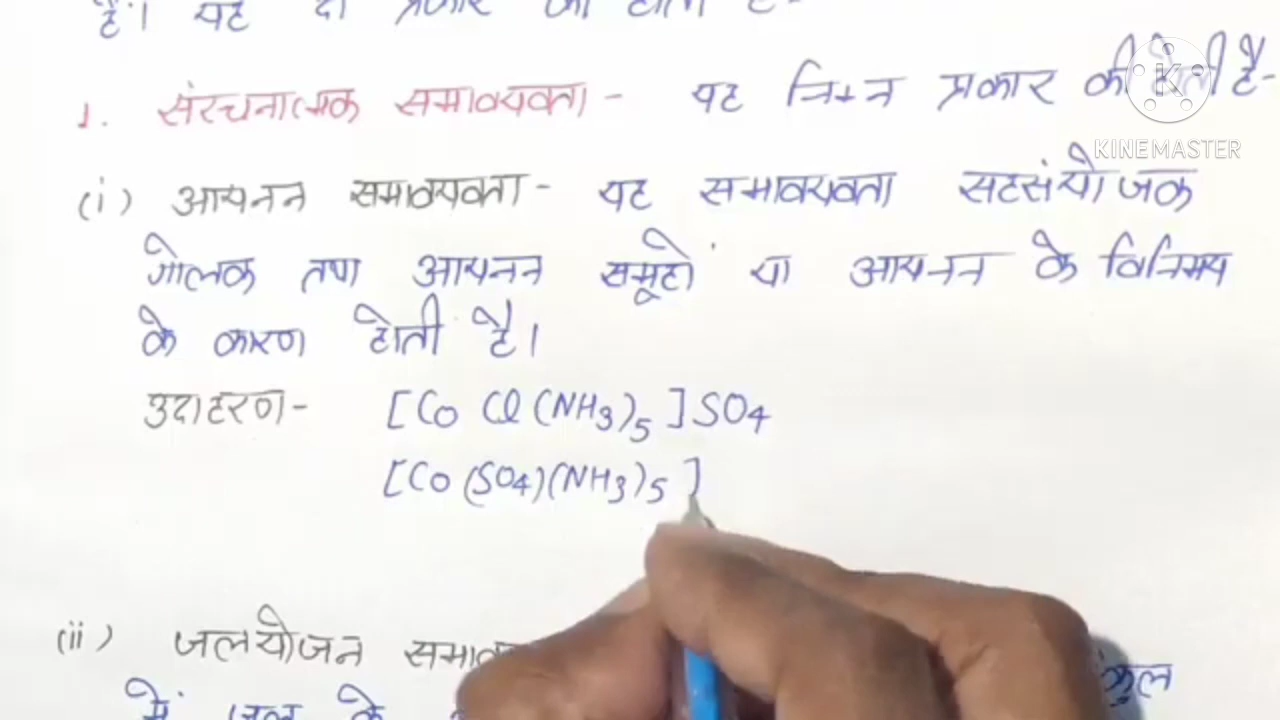 है। यह दो प्रकार की होती है-
1. संरचनात्मक समावयवता - यह निम्न प्रकार की होती है-
KINEMASTER
(i) आयनन समावयवता - यह समावयवता सहसंयोजक
गोलक तथा आयनन समूहों या आयनन के विनिमय
के कारण होती है।
उदाहरण- [Co Cl (NH3)5 ]SO4
[Co (SO4)(NH3)5 ]
(ii) जलयोजन
में जल के